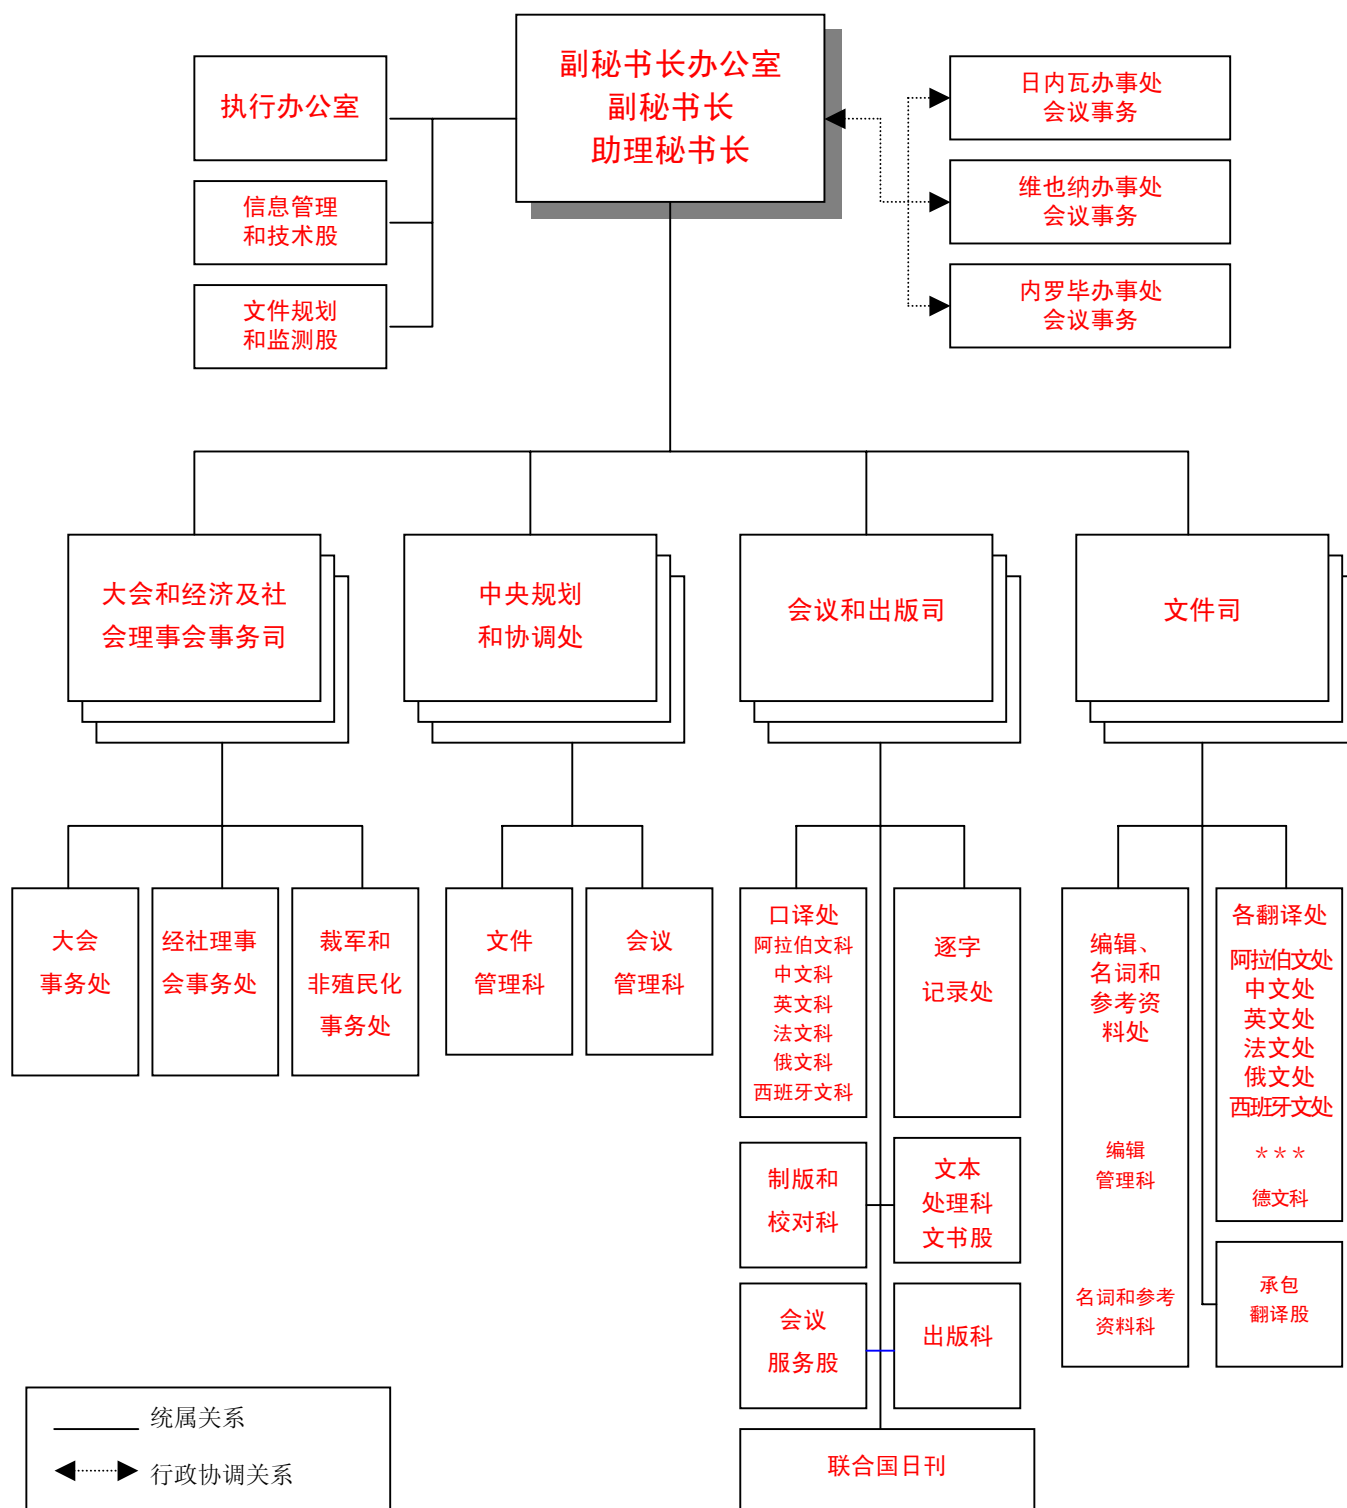 副秘书长办公室
副秘书长
助理秘书长
执行办公室
信息管理
和技术股
文件规划
和监测股
日内瓦办事处
会议事务
维也纳办事处
会议事务
内罗毕办事处
会议事务
大会和经济及社
会理事会事务司
中央规划
和协调处
会议和出版司
文件司
大会
事务处
经社理事
会事务处
裁军和
非殖民化
事务处
文件
管理科
会议
管理科
口译处
阿拉伯文科
中文科
英文科
法文科
俄文科
西班牙文科
逐字
记录处
制版和
校对科
文本
处理科
文书股
会议
服务股
出版科
联合国日刊
编辑、
名词和
参考资
料处
编辑
管理科
名词和参考
资料科
各翻译处
阿拉伯文处
中文处
英文处
法文处
俄文处
西班牙文处
＊＊＊
德文科
承包
翻译股
统属关系
行政协调关系